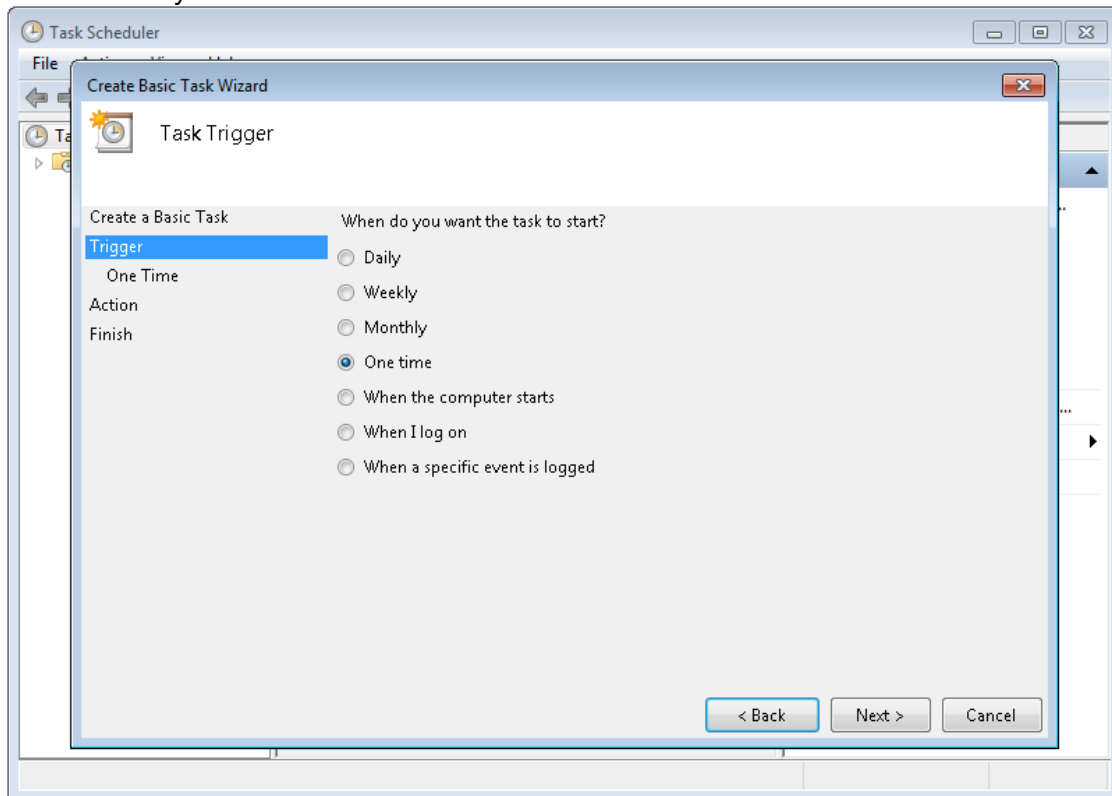 Task Scheduler
File
Create Basic Task Wizard
Task Trigger
Create a Basic Task
Trigger
One Time
Action
Finish
When do you want the task to start?
Daily
Weekly
Monthly
One time
When the computer starts
When I log on
When a specific event is logged
< Back Next > Cancel